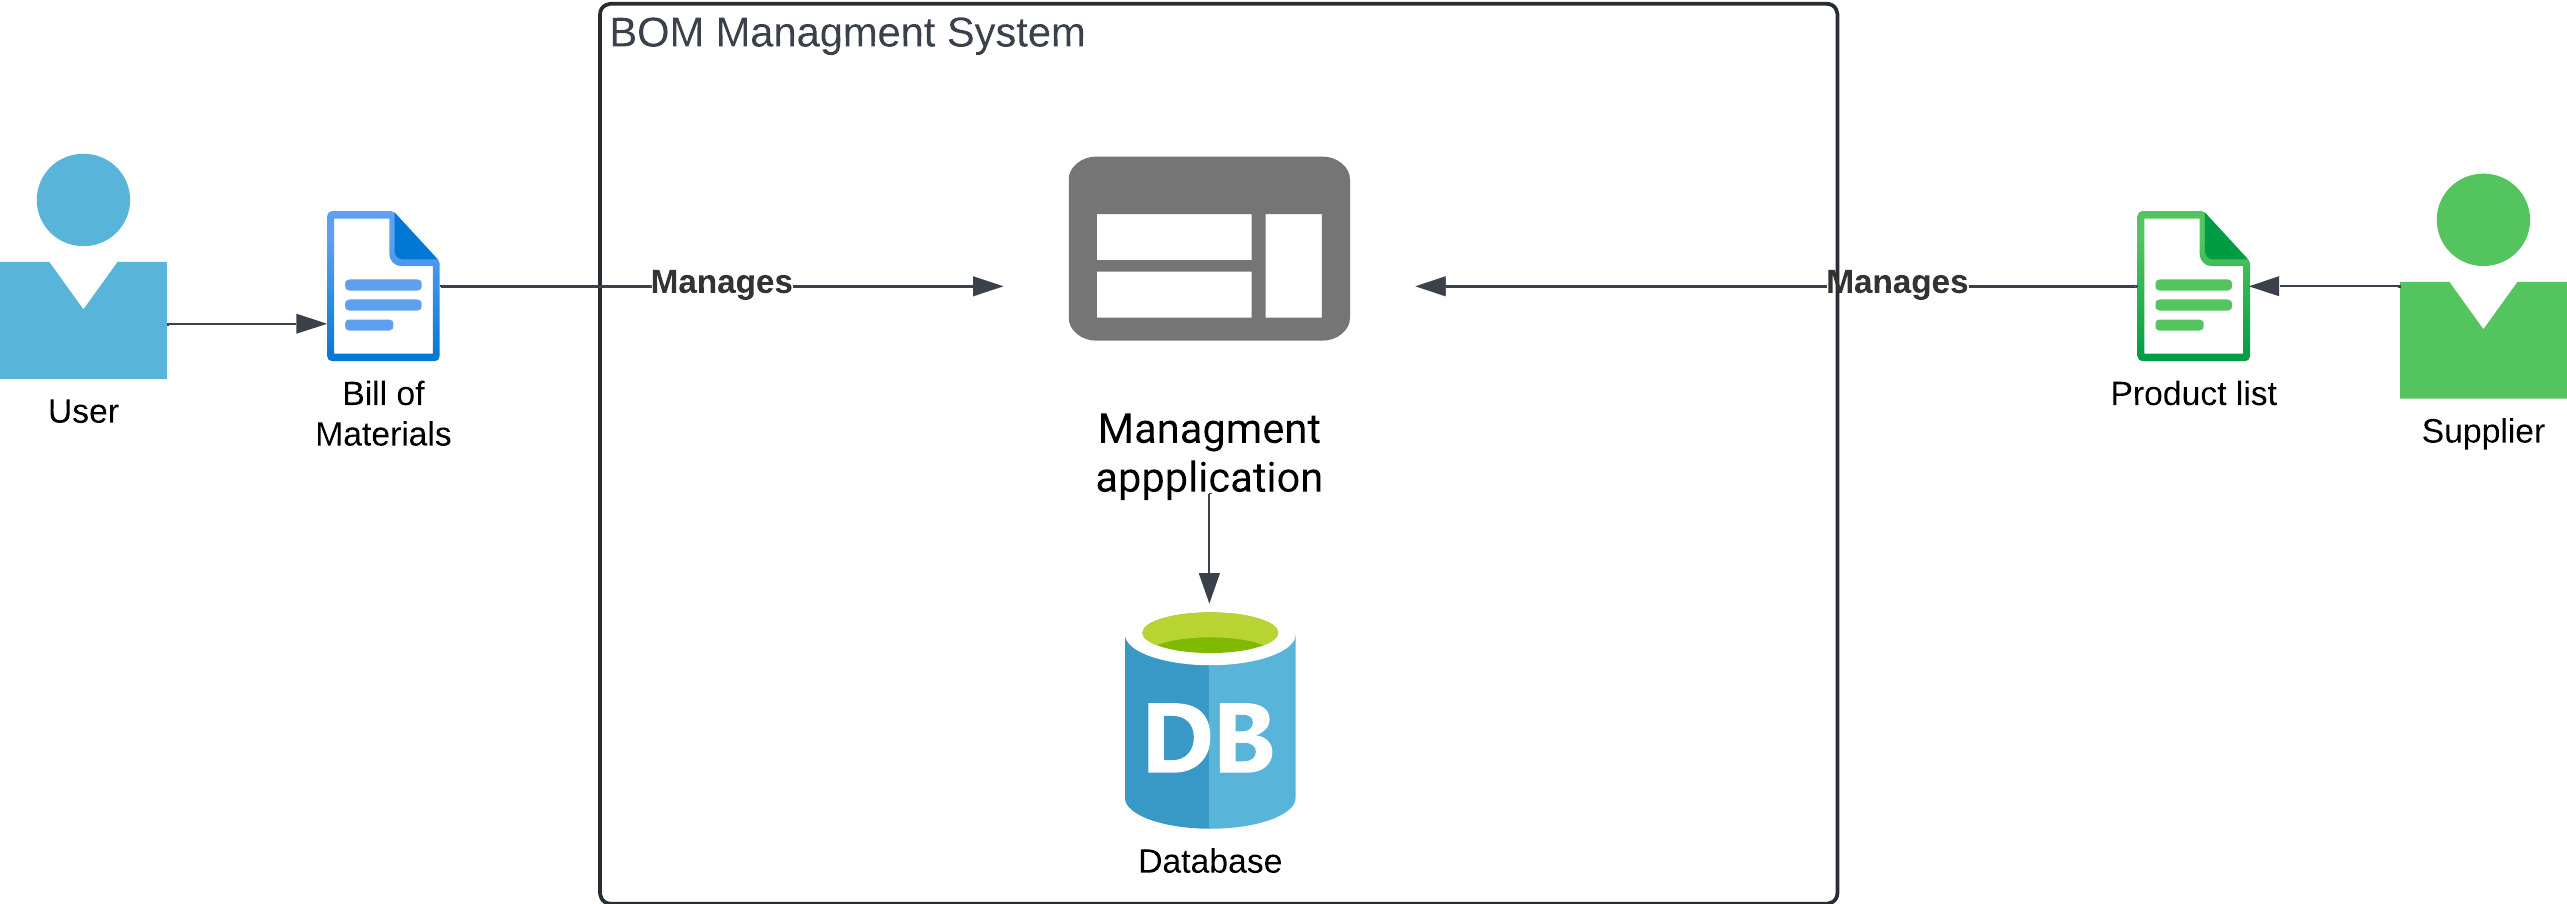 BOM Managment System
Manages
Manages
User
Bill of
Materials
Managment
appplication
Product list
Supplier
DB
Database